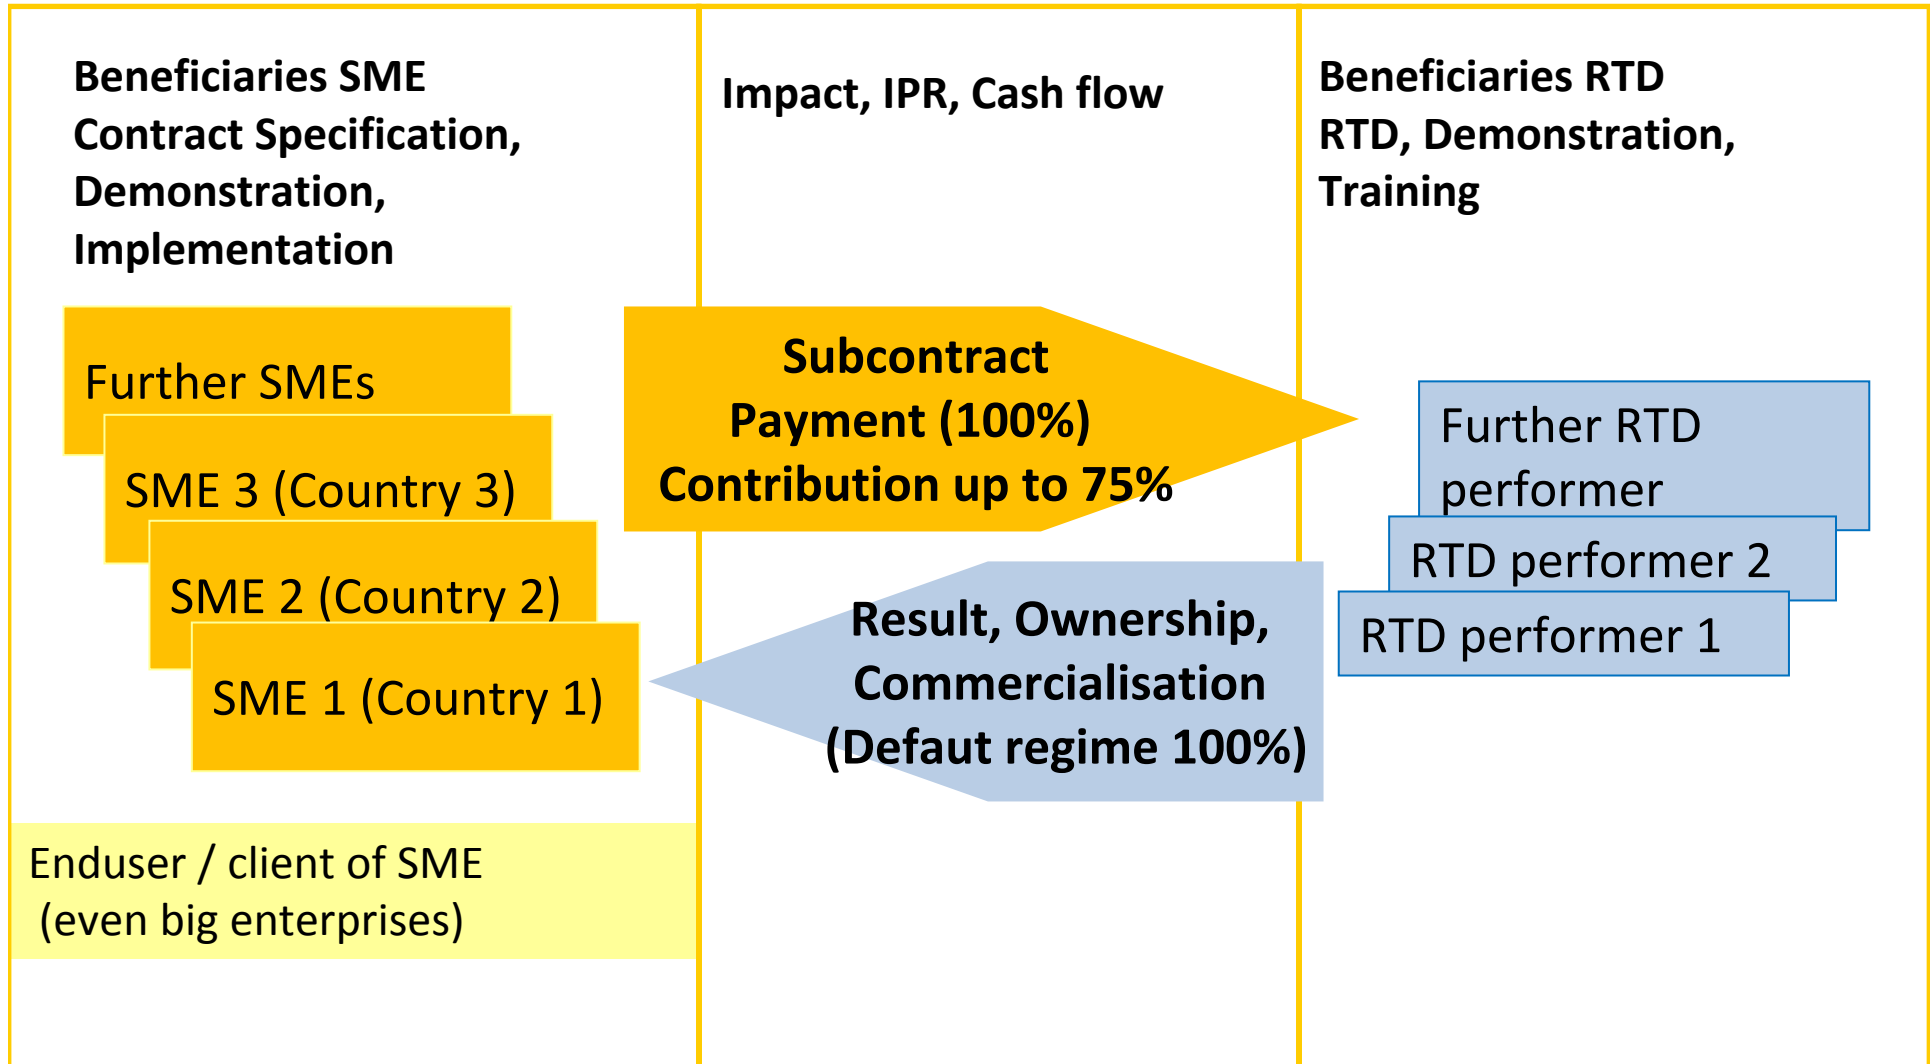 Beneficiaries SME
Contract Specification,
Demonstration,
Implementation
Further SMEs
SME 3 (Country 3)
SME 2 (Country 2)
SME 1 (Country 1)
Enduser / client of SME
(even big enterprises)
Impact, IPR, Cash flow
Subcontract
Payment (100%)
Contribution up to 75%
Result, Ownership,
Commercialisation
(Defaut regime 100%)
Beneficiaries RTD
RTD, Demonstration,
Training
Further RTD
performer
RTD performer 2
RTD performer 1